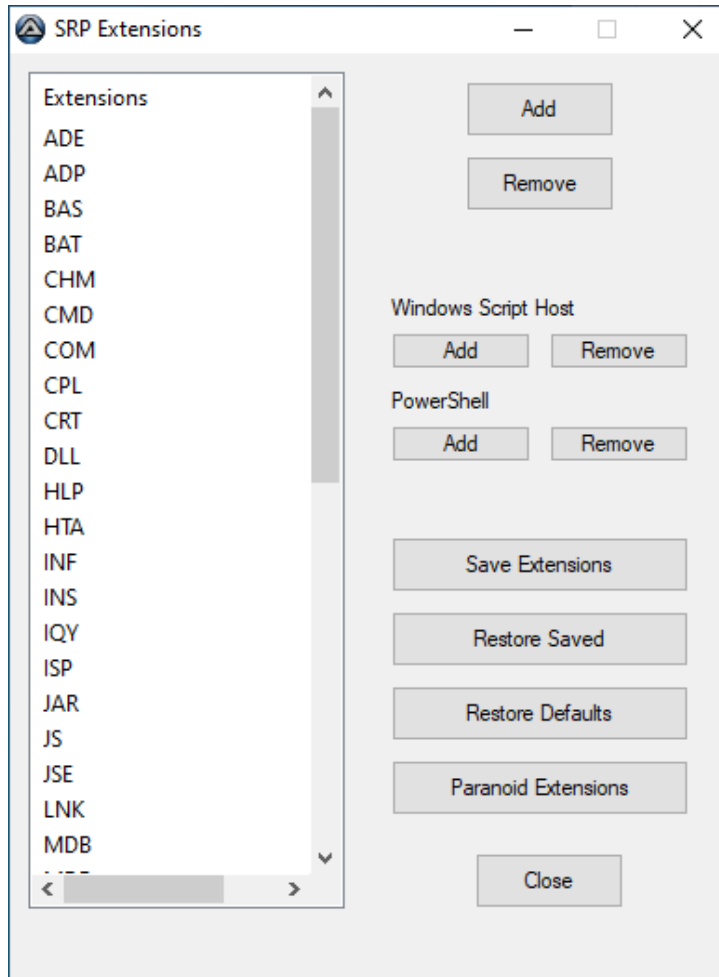 SRP Extensions
Extensions
ADE
ADP
BAS
BAT
CHM
CMD
COM
CPL
CRT
DLL
HLP
HTA
INF
INS
IQY
ISP
JAR
JS
JSE
LNK
MDB
Add
Remove
Windows Script Host
Add Remove
PowerShell
Add Remove
Save Extensions
Restore Saved
Restore Defaults
Paranoid Extensions
Close